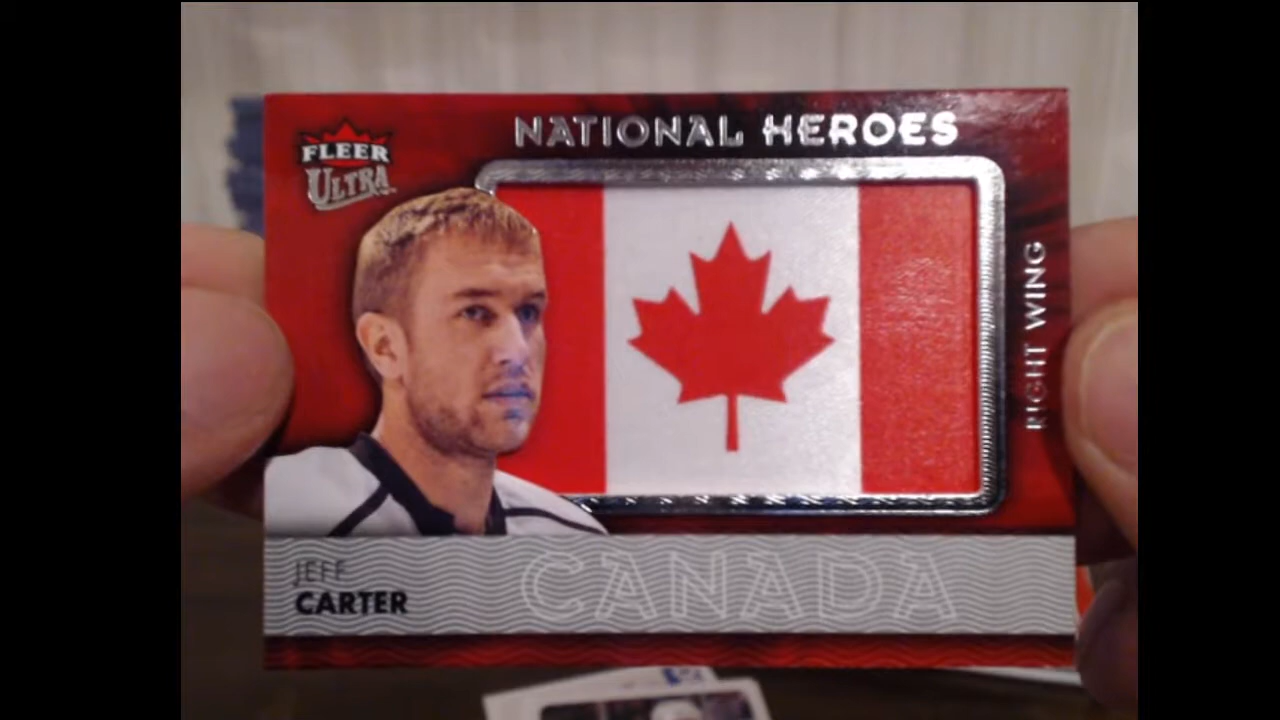 NATIONAL HEROES
FLEER
ULTRA
RIGHT WING
JEFF
CARTER
CANADA